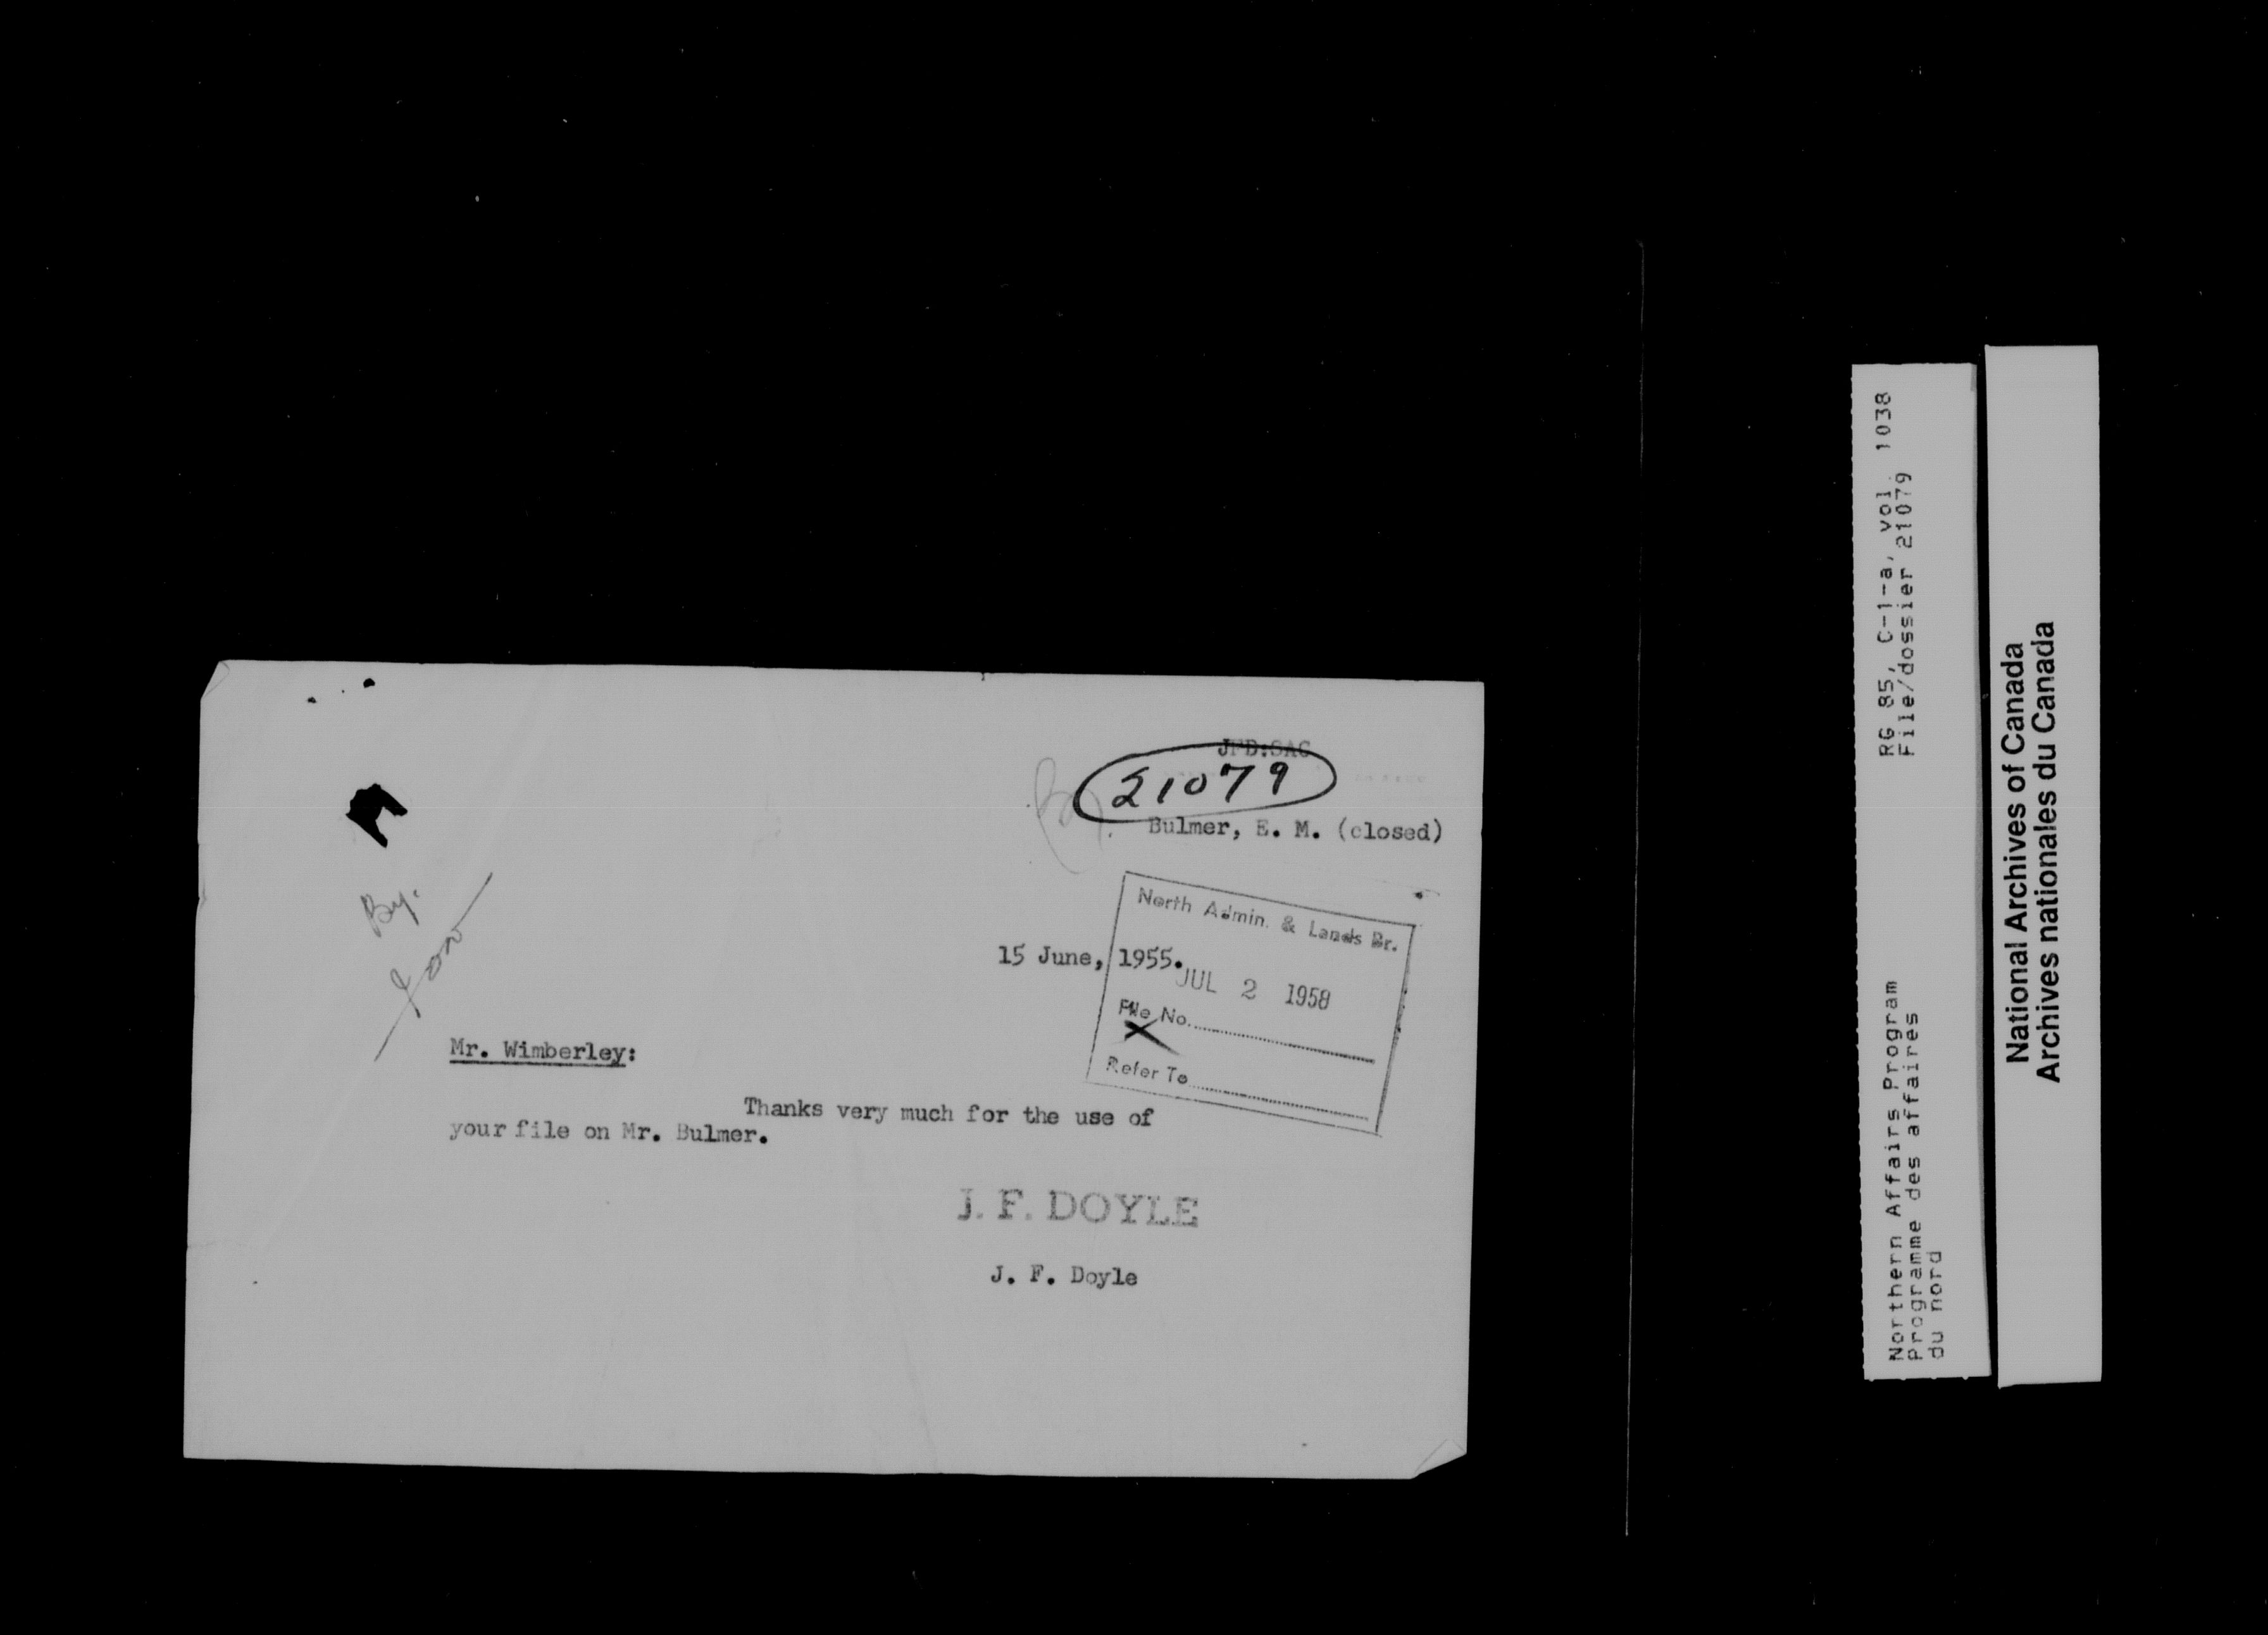 JFD:SAC
21079
Bulmer, E. M. (closed)
North Admin. & Lands Br.
15 June, 1955.
JUL 2 1958
File No.
Refer To
By.
Mr. Wimberley:
Thanks very much for the use of
your file on Mr. Bulmer.
J. F. DOYLE
J. F. Doyle
RG 85, C-1-a, vol. 1038
File/dossier 21079
Northern Affairs Program
Programme des affaires
du nord
National Archives of Canada
Archives nationales du Canada